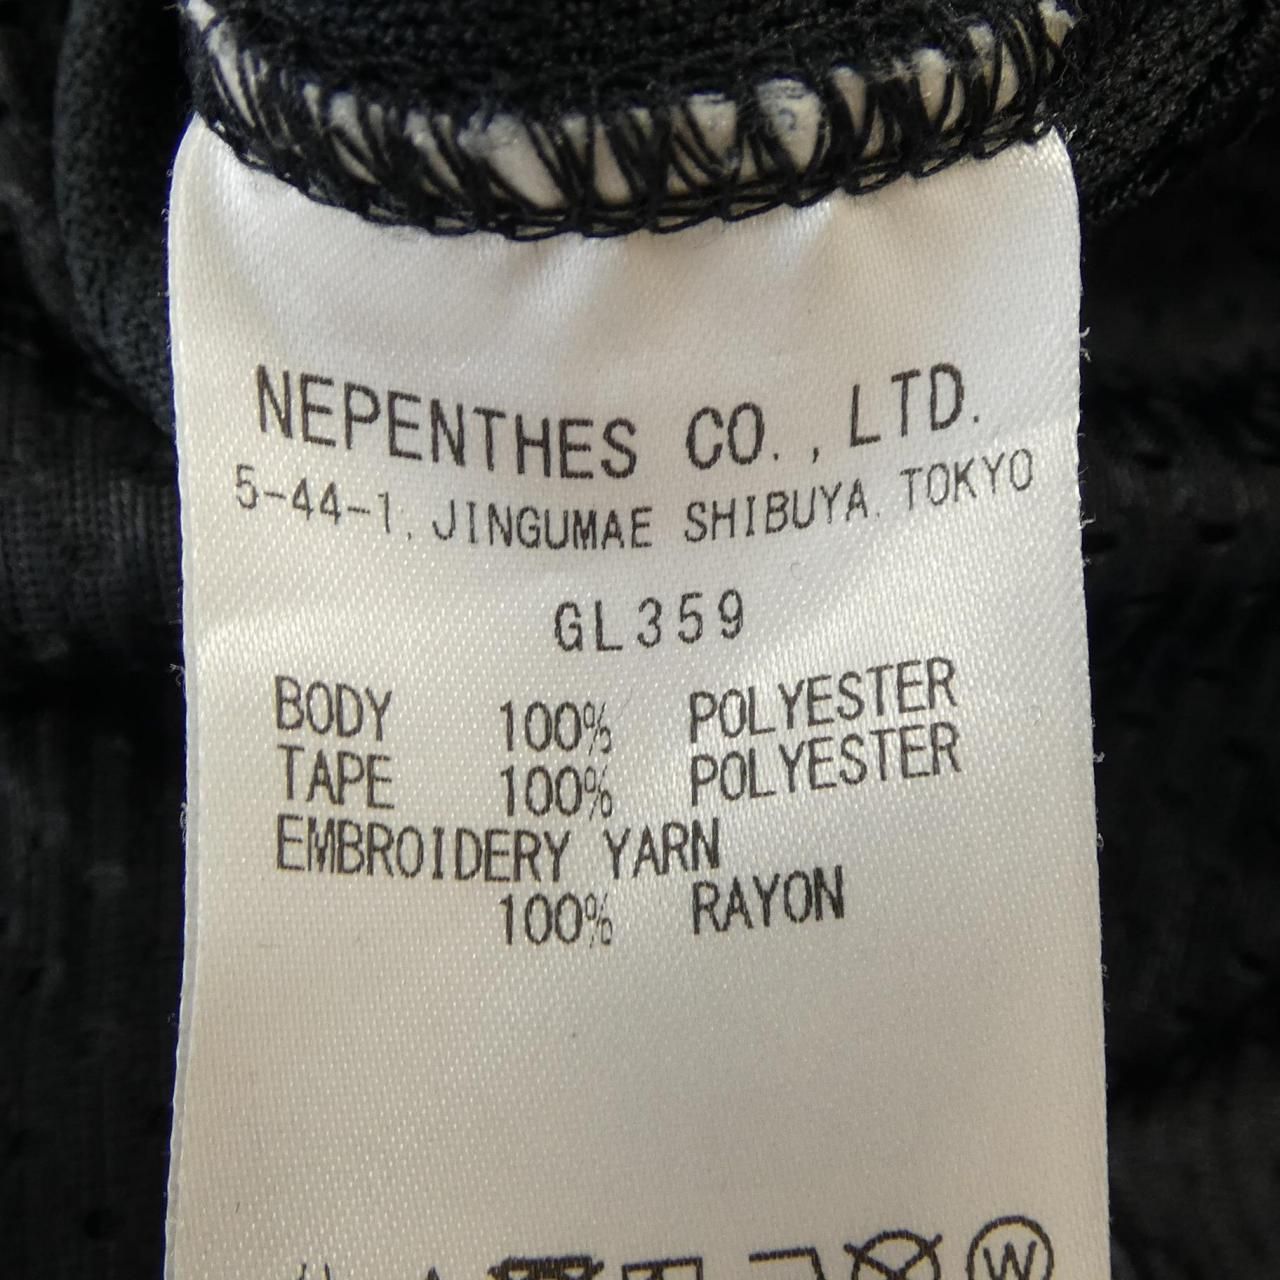 NEPENTHES CO., LTD.
5-44-1, JINGUMAE SHIBUYA, TOKYO
GL359
BODY 100% POLYESTER
TAPE 100% POLYESTER
EMBROIDERY YARN
100% RAYON
W